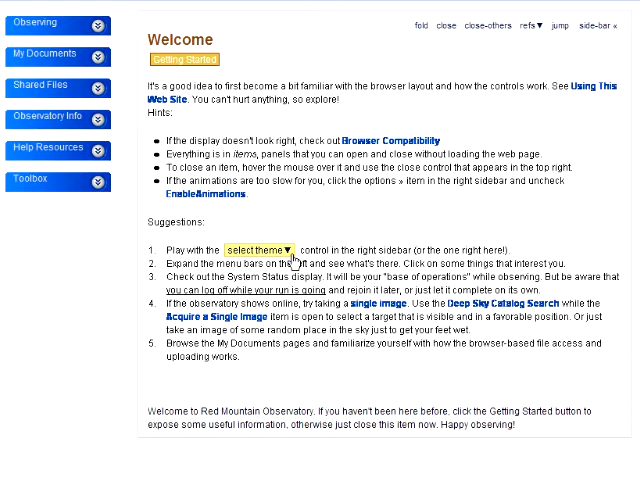 Observing
My Documents
Shared Files
Observatory Info
Help Resources
Toolbox
fold close close-others refs▼ jump side-bar «
Welcome
Getting Started
It's a good idea to first become a bit familiar with the browser layout and how the controls work. See Using This
Web Site. You can't hurt anything, so explore!
Hints:
● If the display doesn't look right, check out Browser Compatibility
● Everything is in items, panels that you can open and close without loading the web page.
● To close an item, hover the mouse over it and use the close control that appears in the top right.
● If the animations are too slow for you, click the options » item in the right sidebar and uncheck
EnableAnimations.
Suggestions:
1. Play with the select theme▼ control in the right sidebar (or the one right here!).
2. Expand the menu bars on the left and see what's there. Click on some things that interest you.
3. Check out the System Status display. It will be your "base of operations" while observing. But be aware that
you can log off while your run is going and rejoin it later, or just let it complete on its own.
4. If the observatory shows online, try taking a single image. Use the Deep Sky Catalog Search while the
Acquire a Single Image item is open to select a target that is visible and in a favorable position. Or just
take an image of some random place in the sky just to get your feet wet.
5. Browse the My Documents pages and familiarize yourself with how the browser-based file access and
uploading works.
Welcome to Red Mountain Observatory. If you haven't been here before, click the Getting Started button to
expose some useful information, otherwise just close this item now. Happy observing!